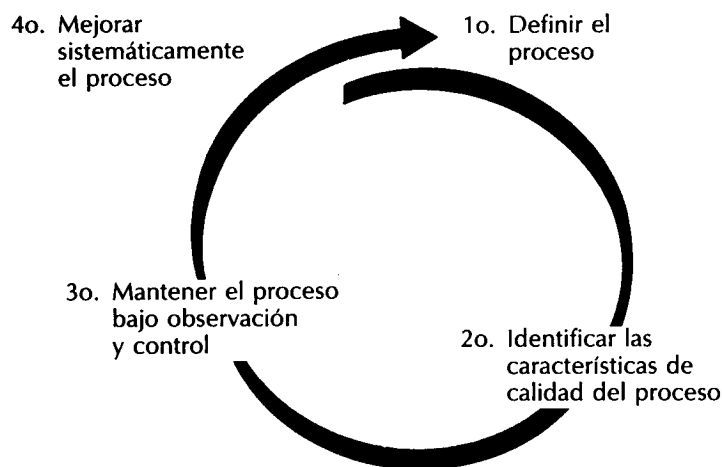 4o. Mejorar
sistemáticamente
el proceso
1o. Definir el
proceso
3o. Mantener el proceso
bajo observación
y control
2o. Identificar las
características de
calidad del proceso